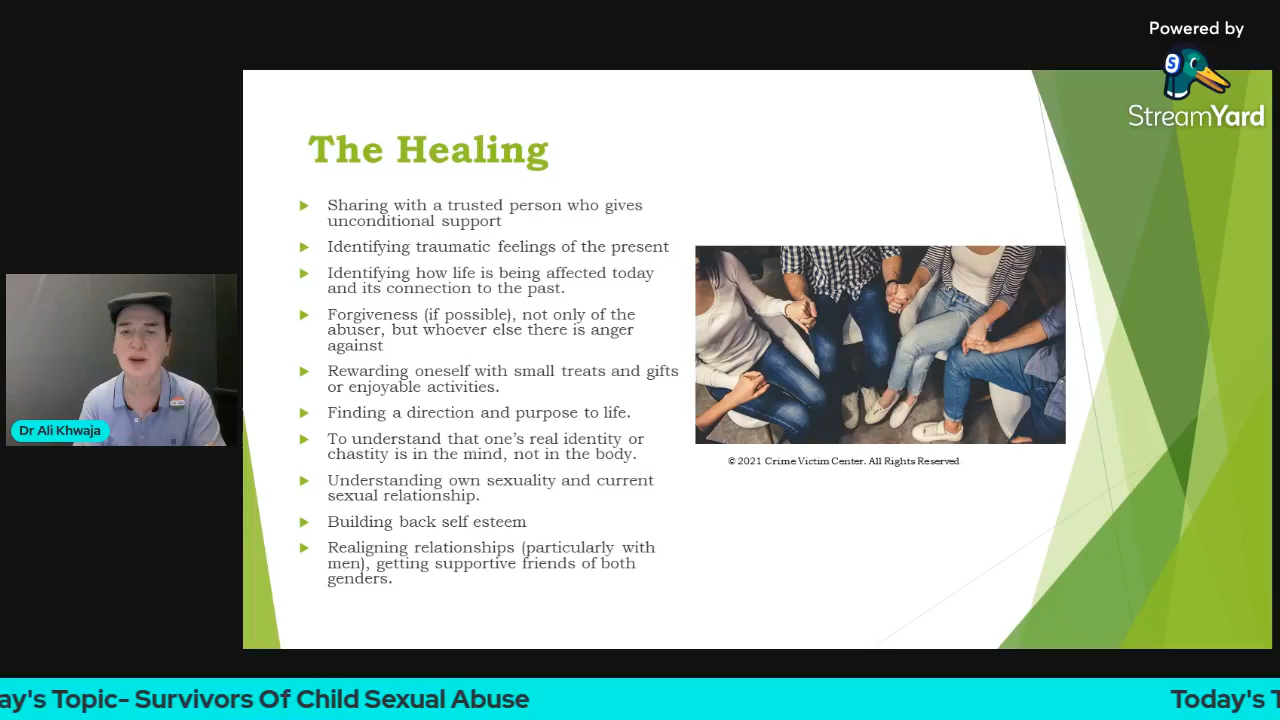 Powered by
S
StreamYard
The Healing
Sharing with a trusted person who gives
unconditional support
Identifying traumatic feelings of the present
Identifying how life is being affected today
and its connection to the past.
Forgiveness (if possible), not only of the
abuser, but whoever else there is anger
against
Rewarding oneself with small treats and gifts
or enjoyable activities.
Finding a direction and purpose to life.
To understand that one's real identity or
chastity is in the mind, not in the body.
Understanding own sexuality and current
sexual relationship.
Building back self esteem
Realigning relationships (particularly with
men), getting supportive friends of both
genders.
© 2021 Crime Victim Center. All Rights Reserved
Dr Ali Khwaja
ay's Topic- Survivors Of Child Sexual Abuse
Today's T